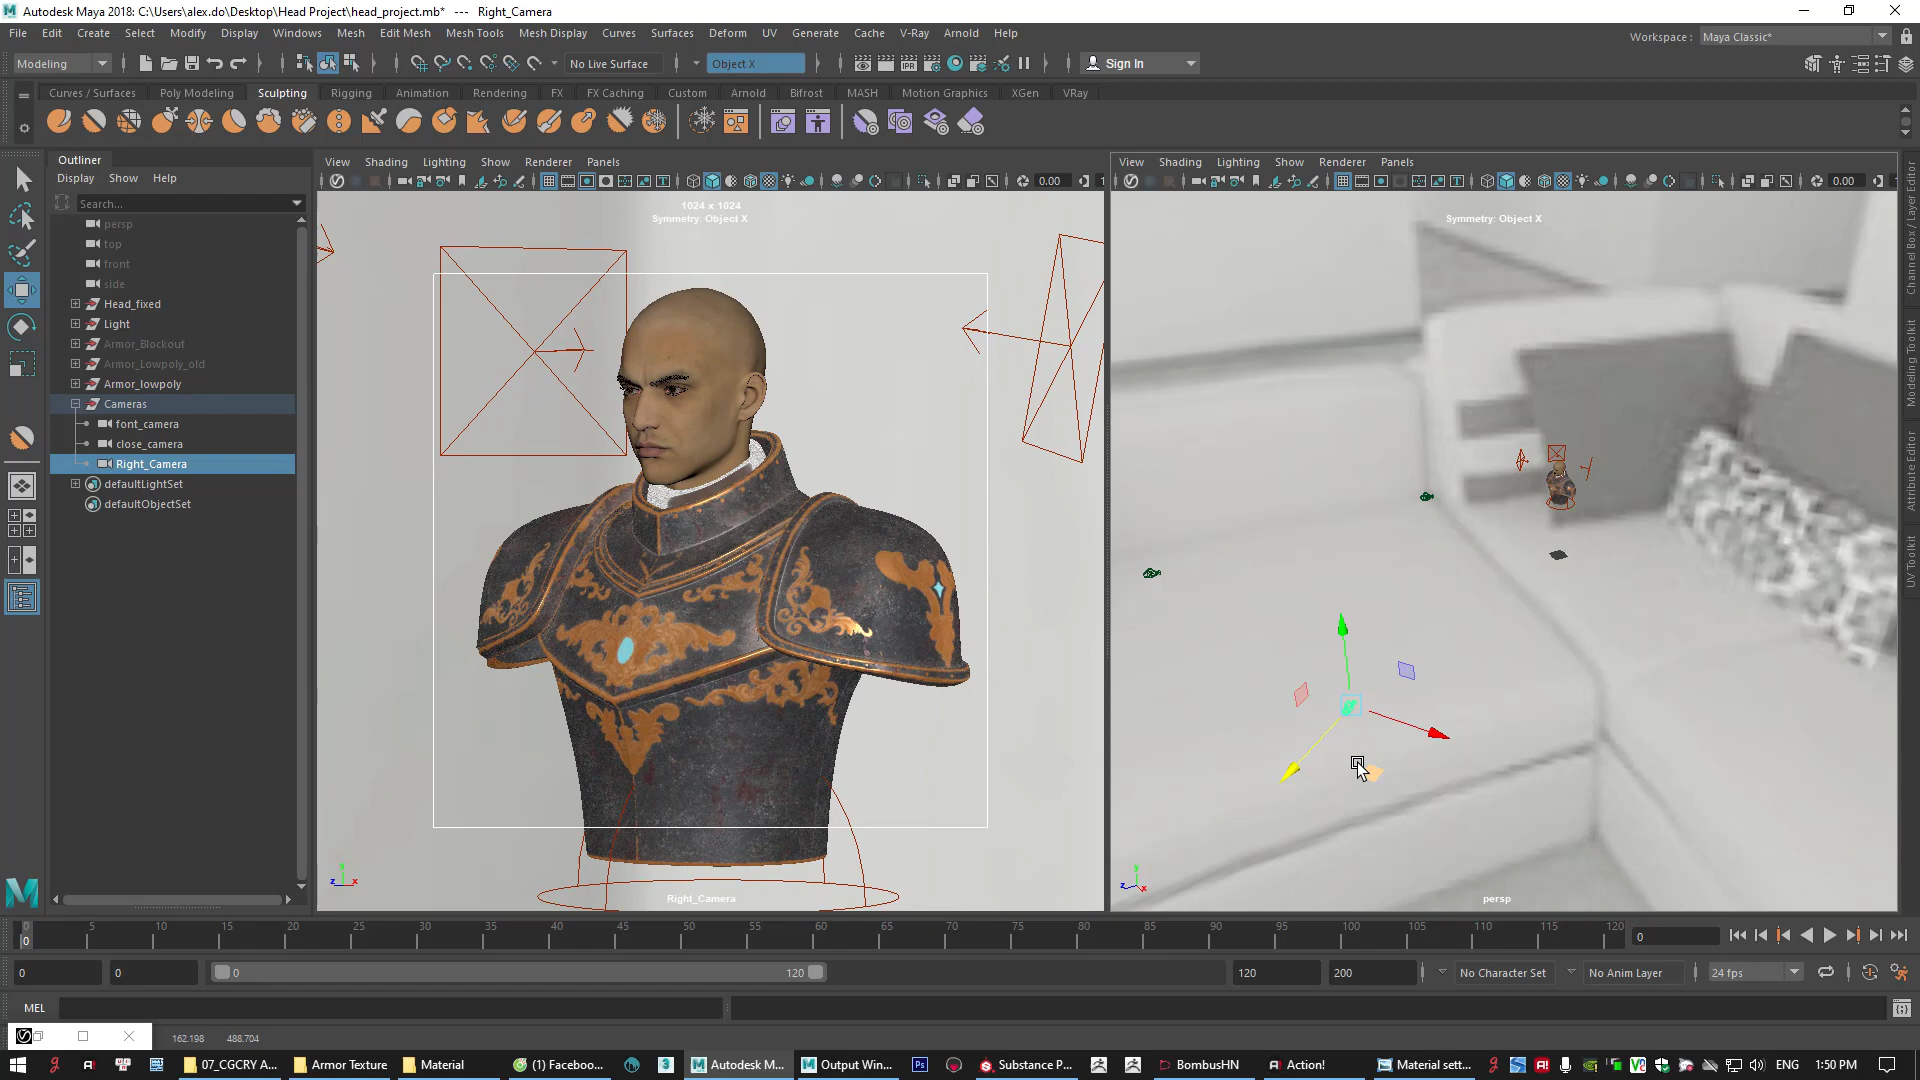 Autodesk Maya 2018: C:\Users\alex.do\Desktop\Head Project\head_project.mb* --- Right_Camera
File Edit Create Select Modify Display Windows Mesh Edit Mesh Mesh Tools Mesh Display Curves Surfaces Deform UV Generate Cache V-Ray Arnold Help
Workspace : Maya Classic*
Modeling No Live Surface Object X Sign In
Curves / Surfaces Poly Modeling Sculpting Rigging Animation Rendering FX FX Caching Custom Arnold Bifrost MASH Motion Graphics XGen VRay
Outliner
Display Show Help
Search...
persp
top
front
side
Head_fixed
Light
Armor_Blockout
Armor_Lowpoly_old
Armor_lowpoly
Cameras
font_camera
close_camera
Right_Camera
defaultLightSet
defaultObjectSet
View Shading Lighting Show Renderer Panels
0.00 1
1024 x 1024
Symmetry: Object X
Right_Camera
y
z x
View Shading Lighting Show Renderer Panels
0.00
Symmetry: Object X
persp
y
z x
Channel Box / Layer Editor
Modeling Toolkit
Attribute Editor
UV Toolkit
0 5 10 15 20 25 30 35 40 45 50 55 60 65 70 75 80 85 90 95 100 105 110 115 120
0
0
0 0 0 120 120 200 No Character Set No Anim Layer 24 fps
MEL
162.198 488.704
07_CGCRY A... Armor Texture Material (1) Faceboo... Autodesk M... Output Win... Substance P... BombusHN Action! Material sett... ENG 1:50 PM